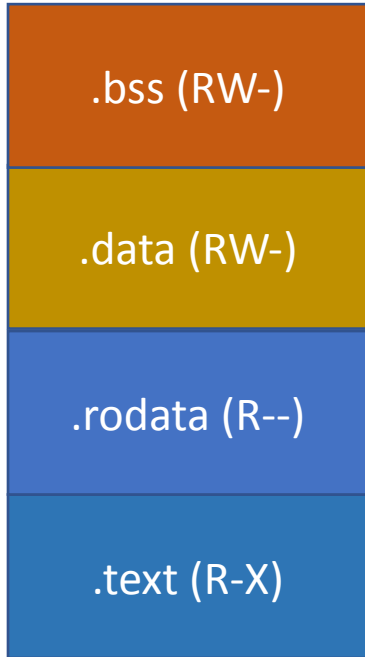 .bss (RW-)
.data (RW-)
.rodata (R--)
.text (R-X)